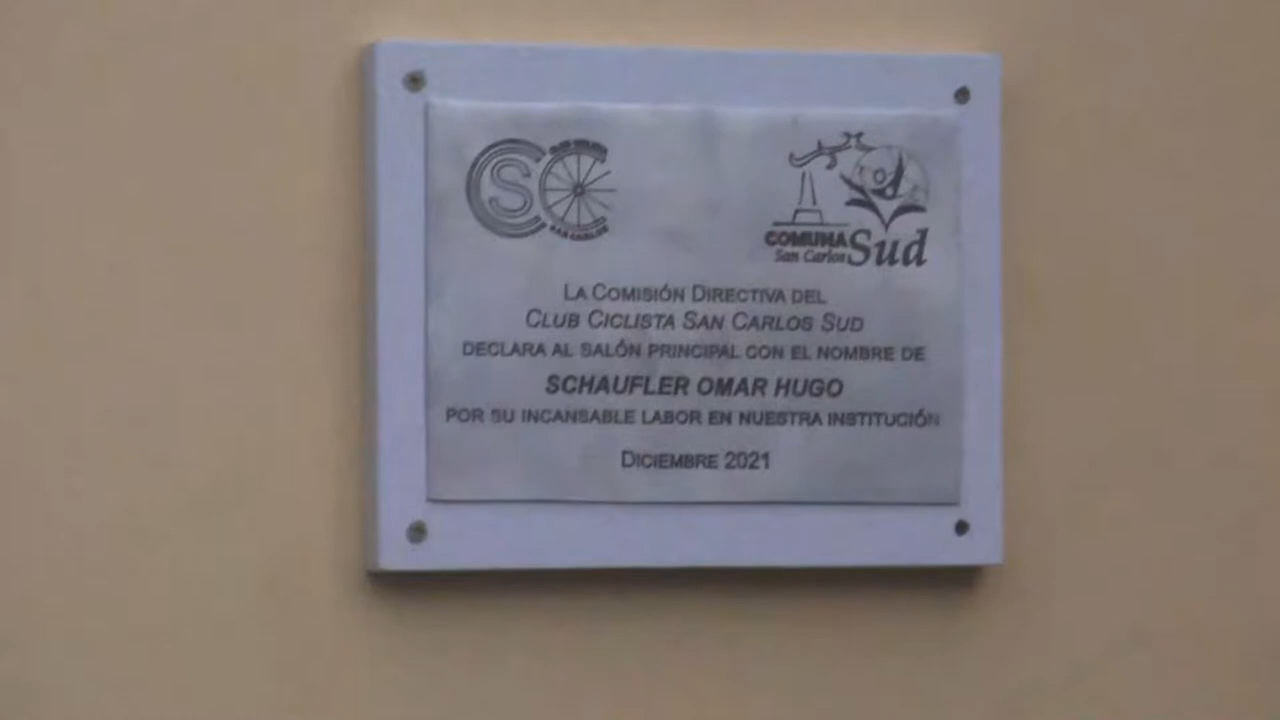 CSC
SAN CARLOS
COMUNA
San Carlos Sud
LA COMISIÓN DIRECTIVA DEL
CLUB CICLISTA SAN CARLOS SUD
DECLARA AL SALÓN PRINCIPAL CON EL NOMBRE DE
SCHAUFLER OMAR HUGO
POR SU INCANSABLE LABOR EN NUESTRA INSTITUCIÓN
DICIEMBRE 2021